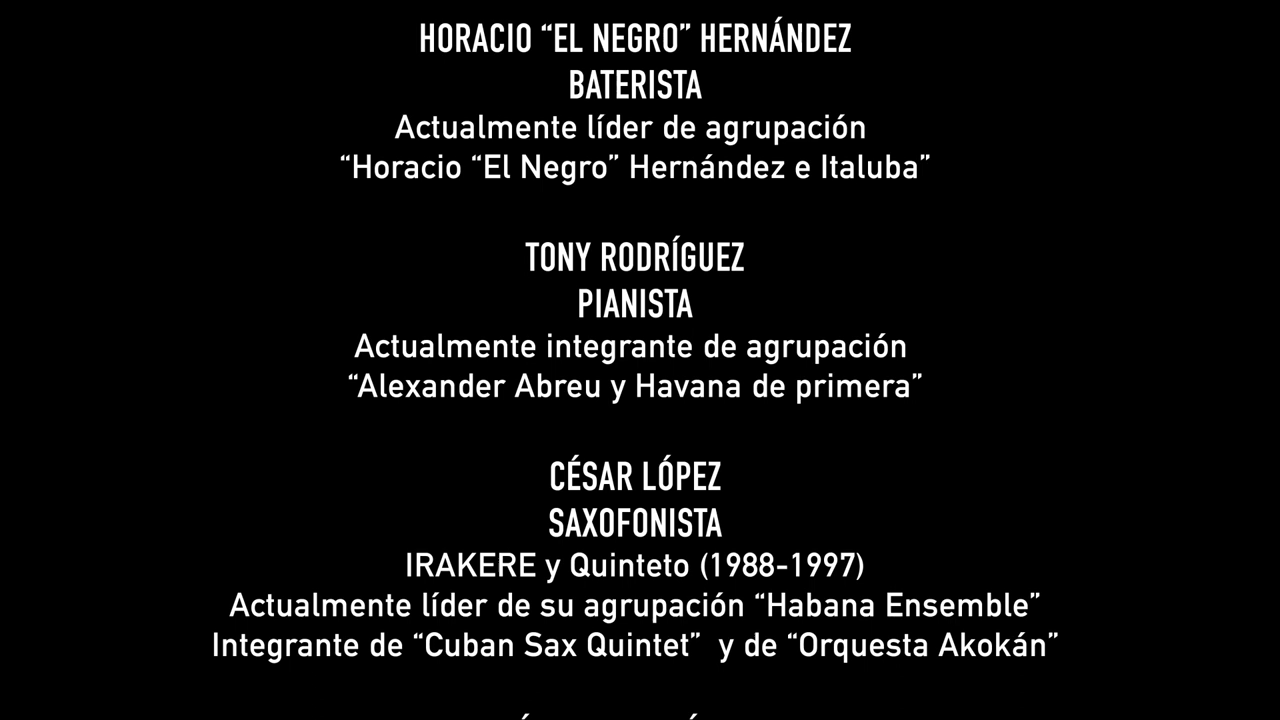 HORACIO “EL NEGRO” HERNÁNDEZ
BATERISTA
Actualmente líder de agrupación
“Horacio “El Negro” Hernández e Italuba”
TONY RODRÍGUEZ
PIANISTA
Actualmente integrante de agrupación
“Alexander Abreu y Havana de primera”
CÉSAR LÓPEZ
SAXOFONISTA
IRAKERE y Quinteto (1988-1997)
Actualmente líder de su agrupación “Habana Ensemble”
Integrante de “Cuban Sax Quintet”  y de “Orquesta Akokán”